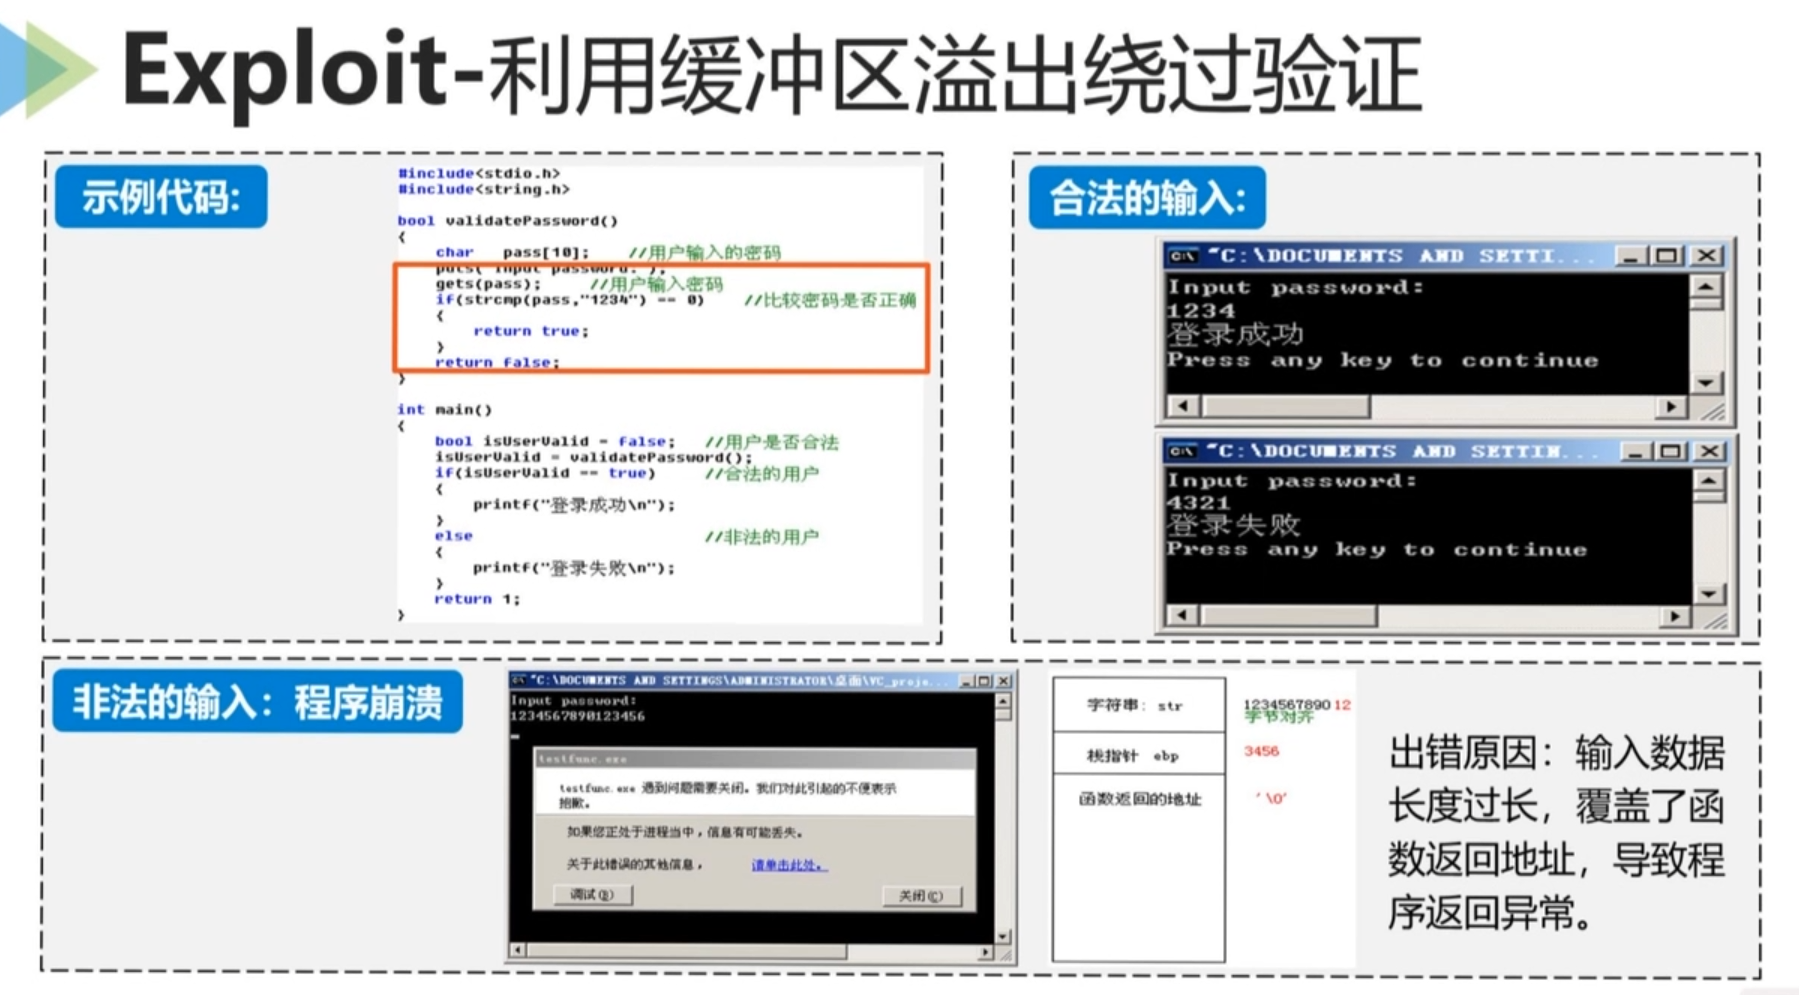 Exploit-利用缓冲区溢出绕过验证
示例代码:
#include<stdio.h>
#include<string.h>
bool validatePassword()
{
char pass[10]; //用户输入的密码
puts("Input password:");
gets(pass); //用户输入密码
if(strcmp(pass,"1234") == 0) //比较密码是否正确
{
return true;
}
return false;
}
int main()
{
bool isUserValid = false; //用户是否合法
isUserValid = validatePassword();
if(isUserValid == true) //合法的用户
{
printf("登录成功\n");
}
else //非法的用户
{
printf("登录失败\n");
}
return 1;
}
合法的输入:
"C:\DOCUMENTS AND SETTI...
Input password:
1234
登录成功
Press any key to continue
"C:\DOCUMENTS AND SETTIN...
Input password:
4321
登录失败
Press any key to continue
非法的输入：程序崩溃
"C:\DOCUMENTS AND SETTINGS\ADMINISTRATOR\桌面\VC_proje...
Input password:
1234567890123456
testfunc.exe
testfunc.exe 遇到问题需要关闭。我们对此引起的不便表示
抱歉。
如果您正处于进程当中，信息有可能丢失。
关于此错误的其他信息，请单击此处。
调试(B) 关闭(C)
字符串：str 1234567890 12
字节对齐
栈指针 ebp 3456
函数返回的地址 '\0'
出错原因：输入数据
长度过长，覆盖了函
数返回地址，导致程
序返回异常。